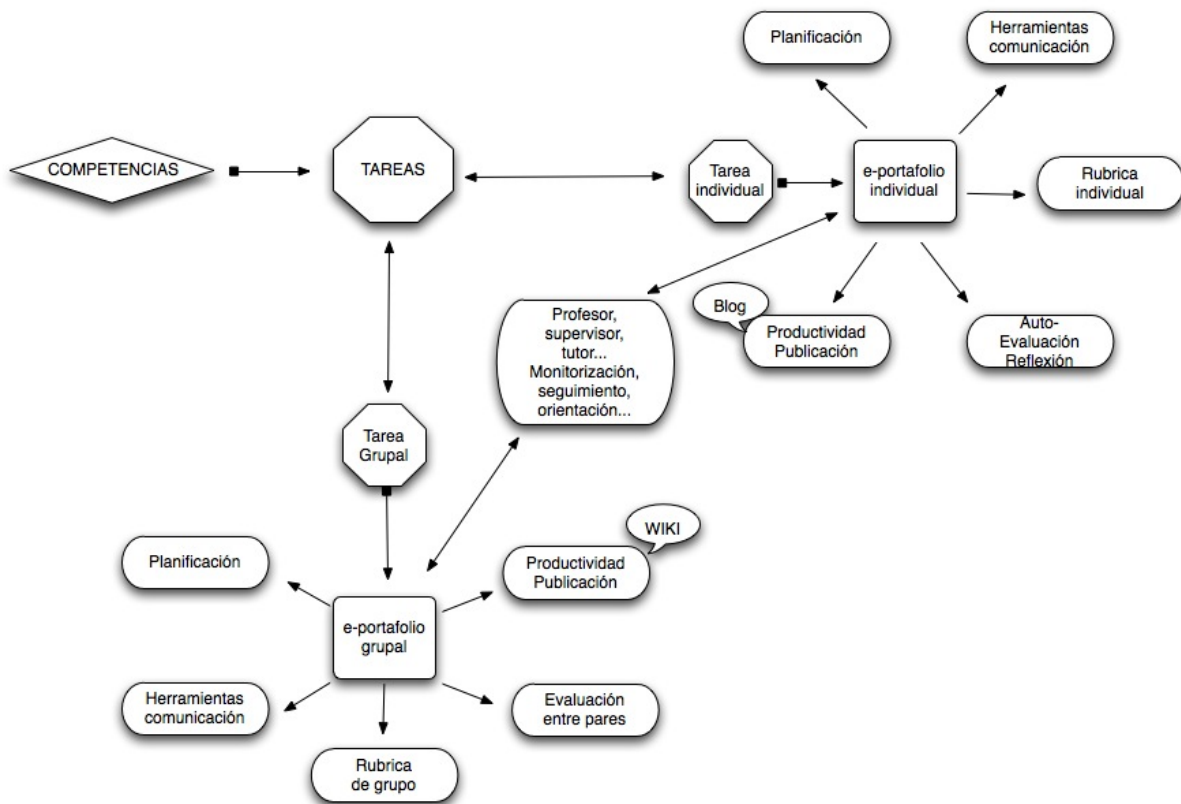 Planificación
Herramientas
comunicación
COMPETENCIAS
TAREAS
Tarea
individual
e-portafolio
individual
Rubrica
individual
Blog
Productividad
Publicación
Auto-
Evaluación
Reflexión
Profesor,
supervisor,
tutor...
Monitorización,
seguimiento,
orientación...
Tarea
Grupal
WIKI
Productividad
Publicación
Planificación
e-portafolio
grupal
Herramientas
comunicación
Evaluación
entre pares
Rubrica
de grupo